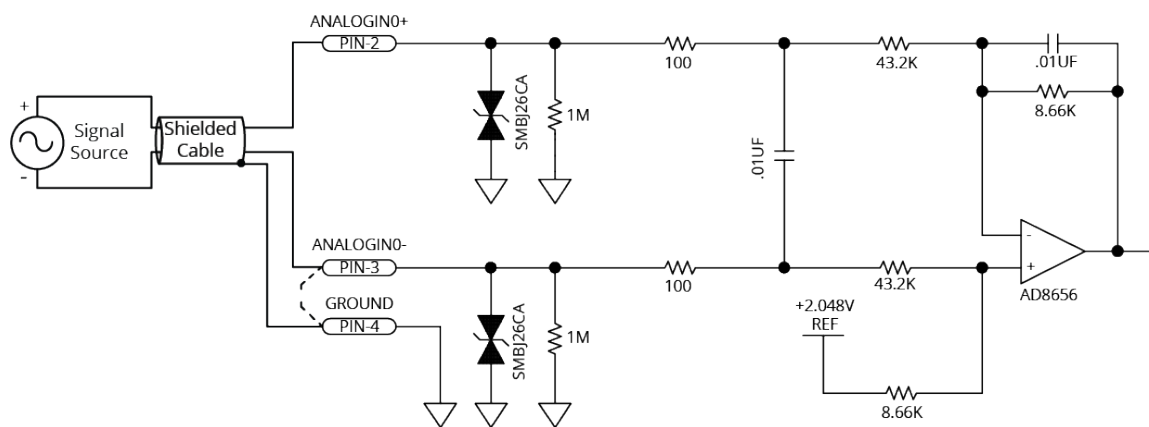 ANALOGIN0+
PIN-2
100
43.2K
.01UF
8.66K
SMBJ26CA
1M
+
Signal
Source
-
Shielded
Cable
.01UF
ANALOGIN0-
PIN-3
100
43.2K
-
+
AD8656
GROUND
PIN-4
SMBJ26CA
1M
+2.048V
REF
8.66K